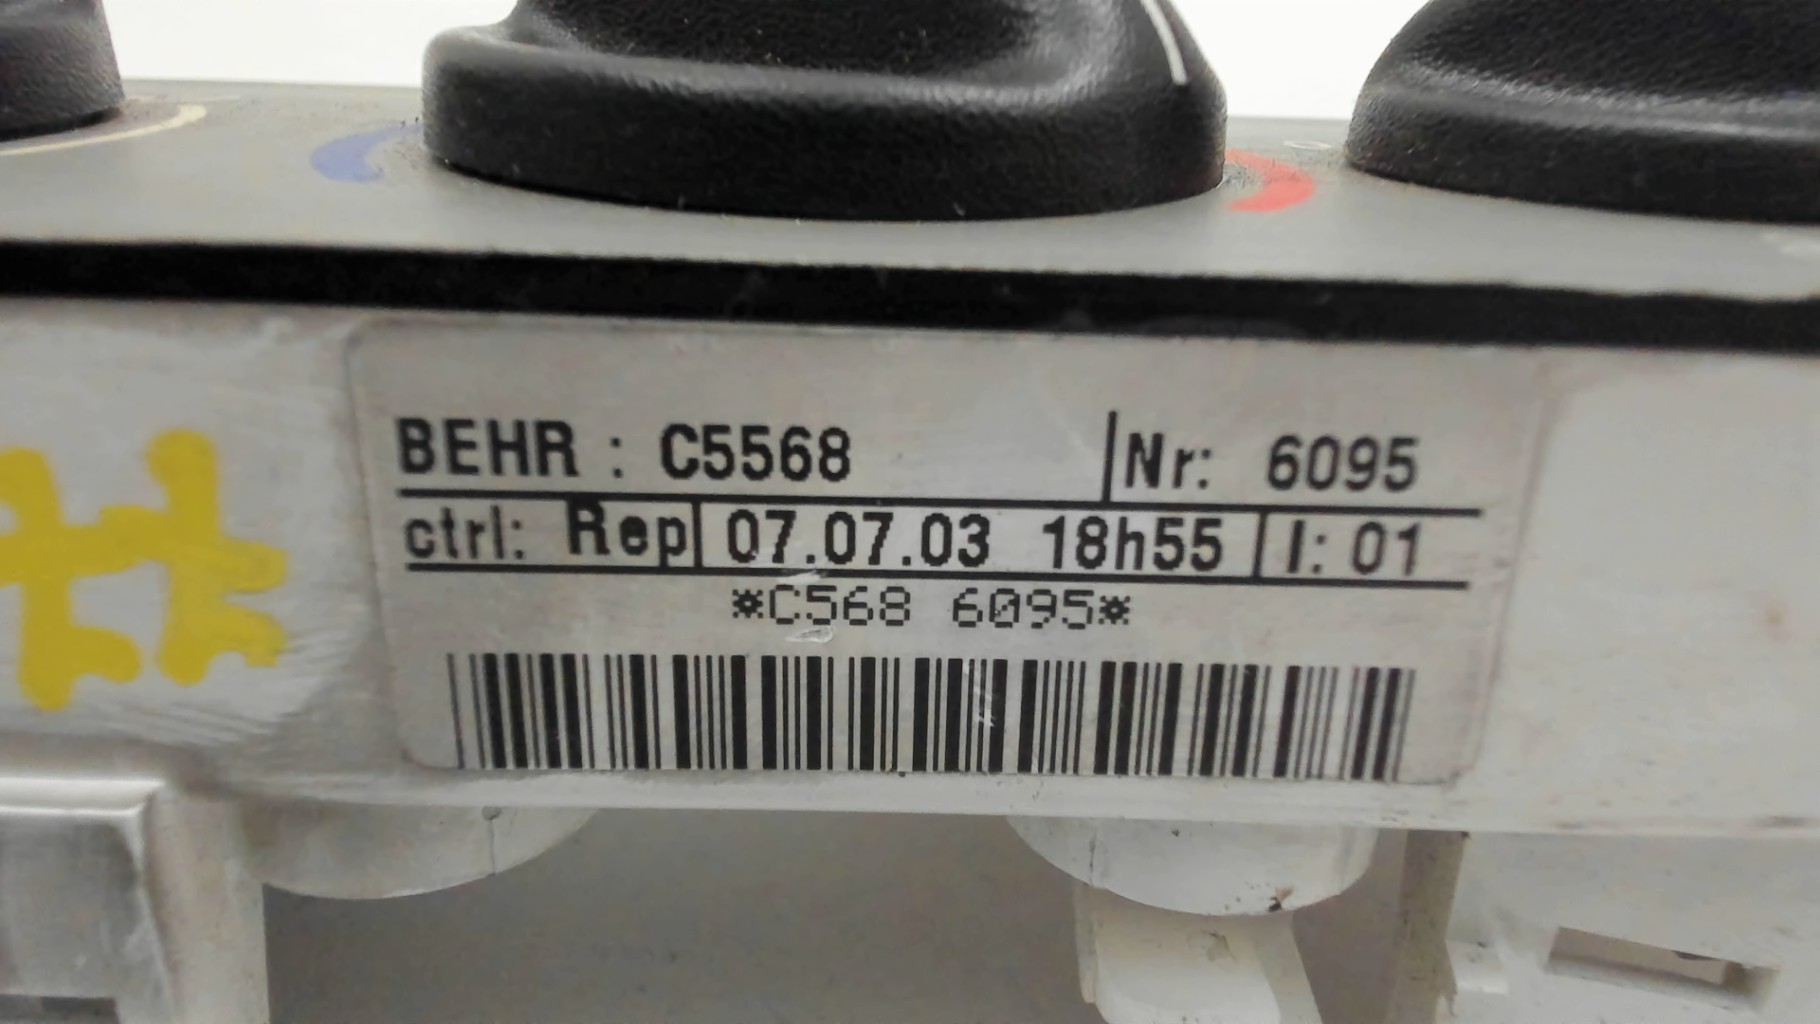 BEHR : C5568 Nr: 6095
ctrl: Rep 07.07.03 18h55 I: 01
*C568 6095*